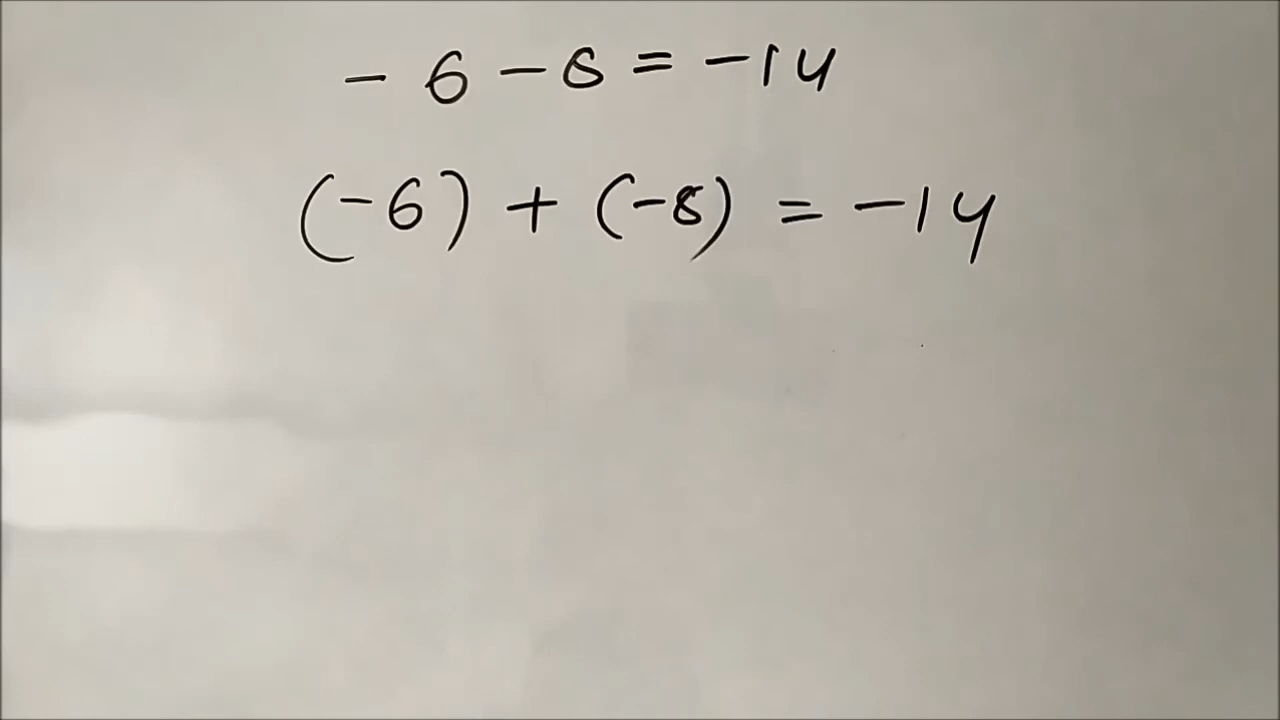 - 6 - 8 = -14
(-6) + (-8) = -14